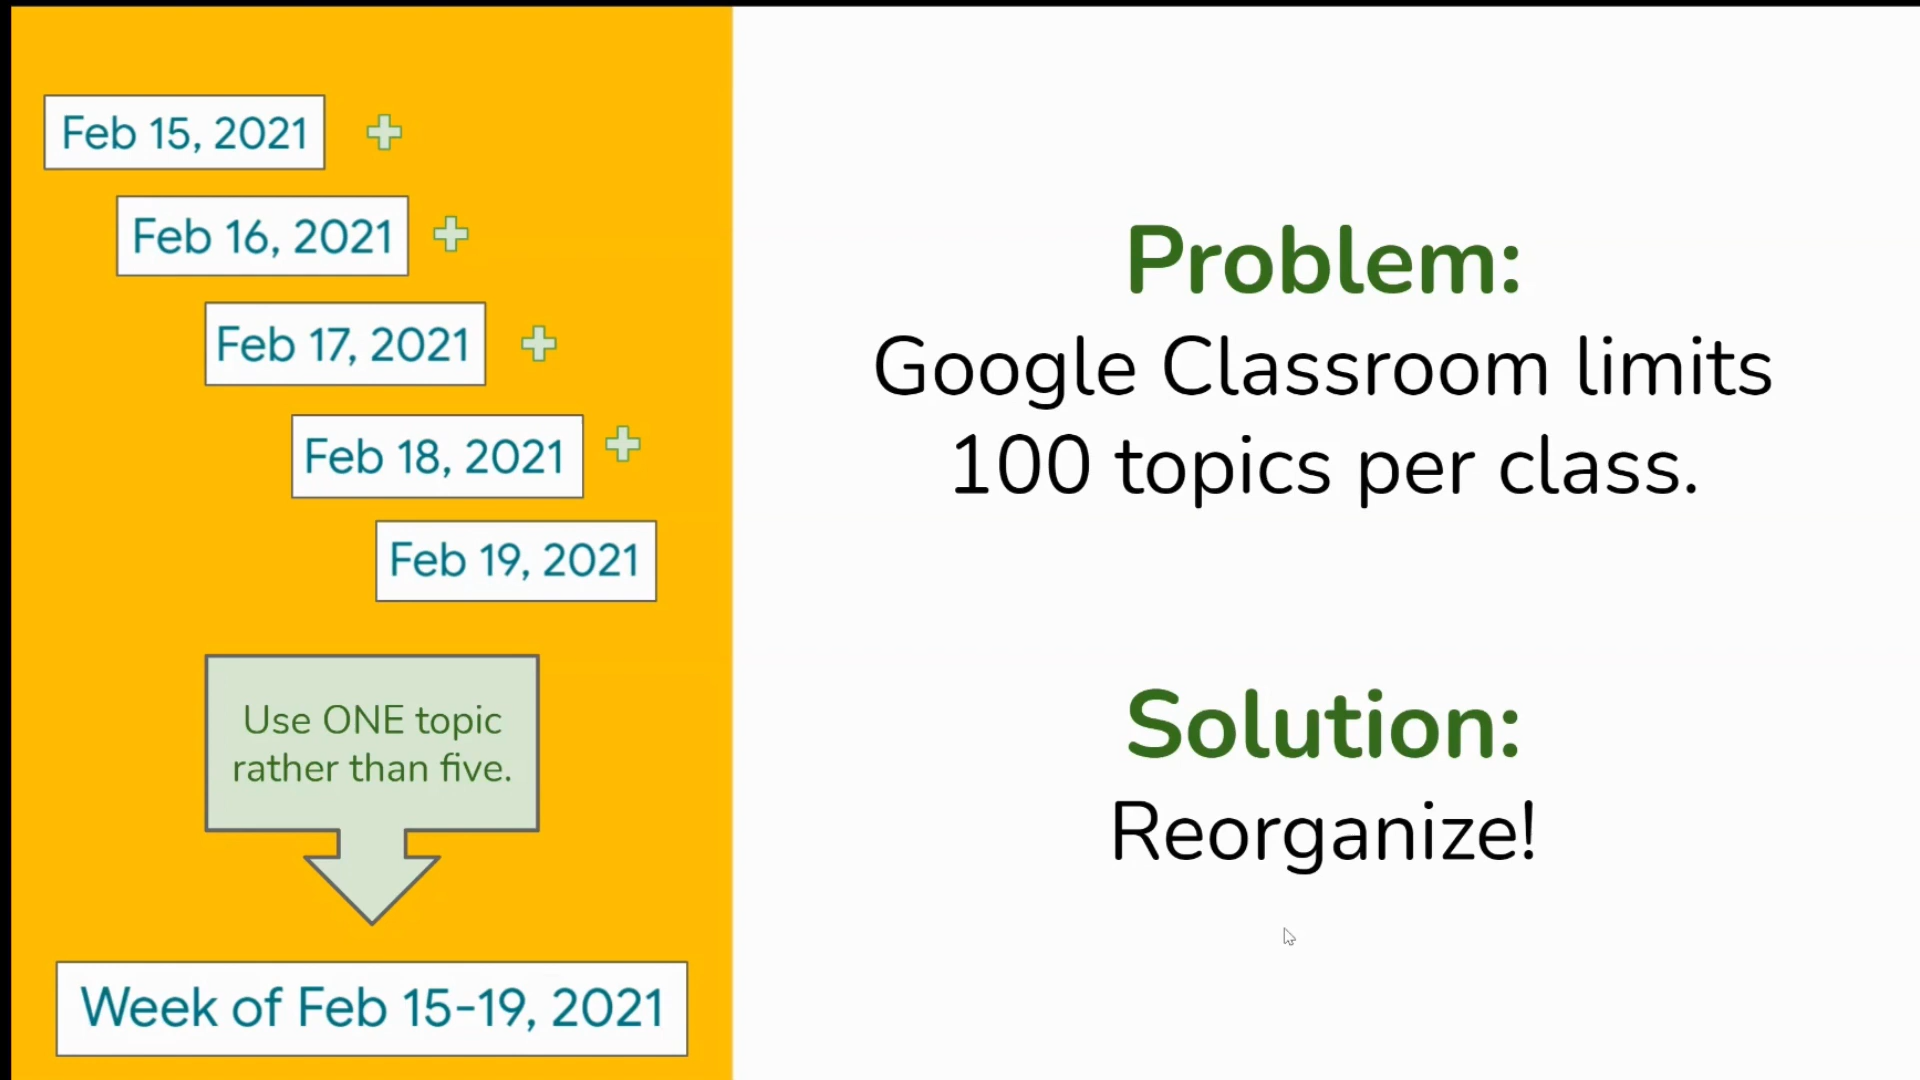 Feb 15, 2021
Feb 16, 2021
Feb 17, 2021
Feb 18, 2021
Feb 19, 2021
Use ONE topic
rather than five.
Week of Feb 15-19, 2021
Problem:
Google Classroom limits
100 topics per class.
Solution:
Reorganize!